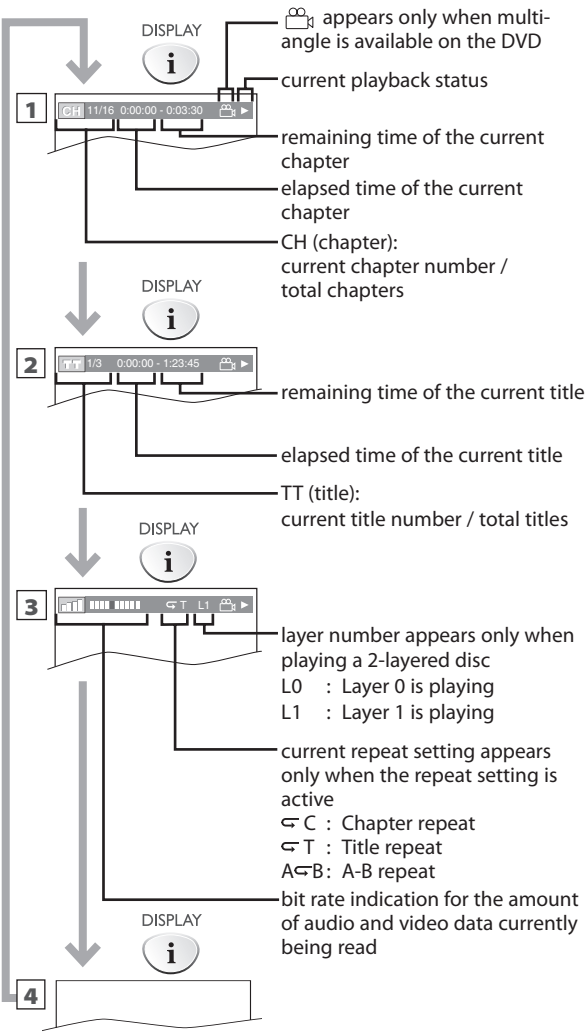 DISPLAY
i
appears only when multi-
angle is available on the DVD
current playback status
1
CH 11/16 0:00:00 - 0:03:30
remaining time of the current
chapter
elapsed time of the current
chapter
CH (chapter):
current chapter number /
total chapters
DISPLAY
i
2
TT 1/3 0:00:00 - 1:23:45
remaining time of the current title
elapsed time of the current title
TT (title):
current title number / total titles
DISPLAY
i
3
T L1
layer number appears only when
playing a 2-layered disc
L0 : Layer 0 is playing
L1 : Layer 1 is playing
current repeat setting appears
only when the repeat setting is
active
C : Chapter repeat
T : Title repeat
A B : A-B repeat
bit rate indication for the amount
of audio and video data currently
being read
DISPLAY
i
4